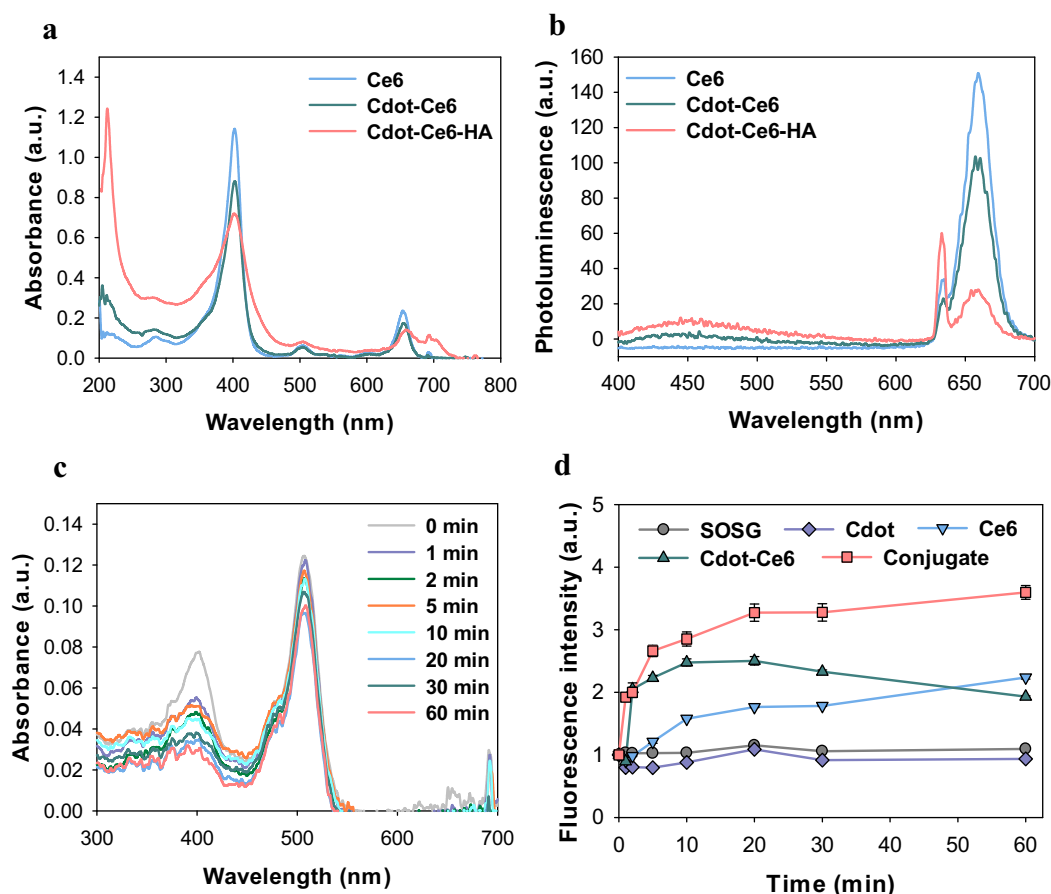 a
Absorbance (a.u.)
1.4
1.2
1.0
0.8
0.6
0.4
0.2
0.0
200 300 400 500 600 700 800
Wavelength (nm)
Ce6
Cdot-Ce6
Cdot-Ce6-HA
b
Photoluminescence (a.u.)
160
140
120
100
80
60
40
20
0
400 450 500 550 600 650 700
Wavelength (nm)
Ce6
Cdot-Ce6
Cdot-Ce6-HA
c
Absorbance (a.u.)
0.14
0.12
0.10
0.08
0.06
0.04
0.02
0.00
300 400 500 600 700
Wavelength (nm)
0 min
1 min
2 min
5 min
10 min
20 min
30 min
60 min
d
Fluorescence intensity (a.u.)
5
4
3
2
1
0
0 10 20 30 40 50 60
Time (min)
SOSG Cdot Ce6
Cdot-Ce6 Conjugate